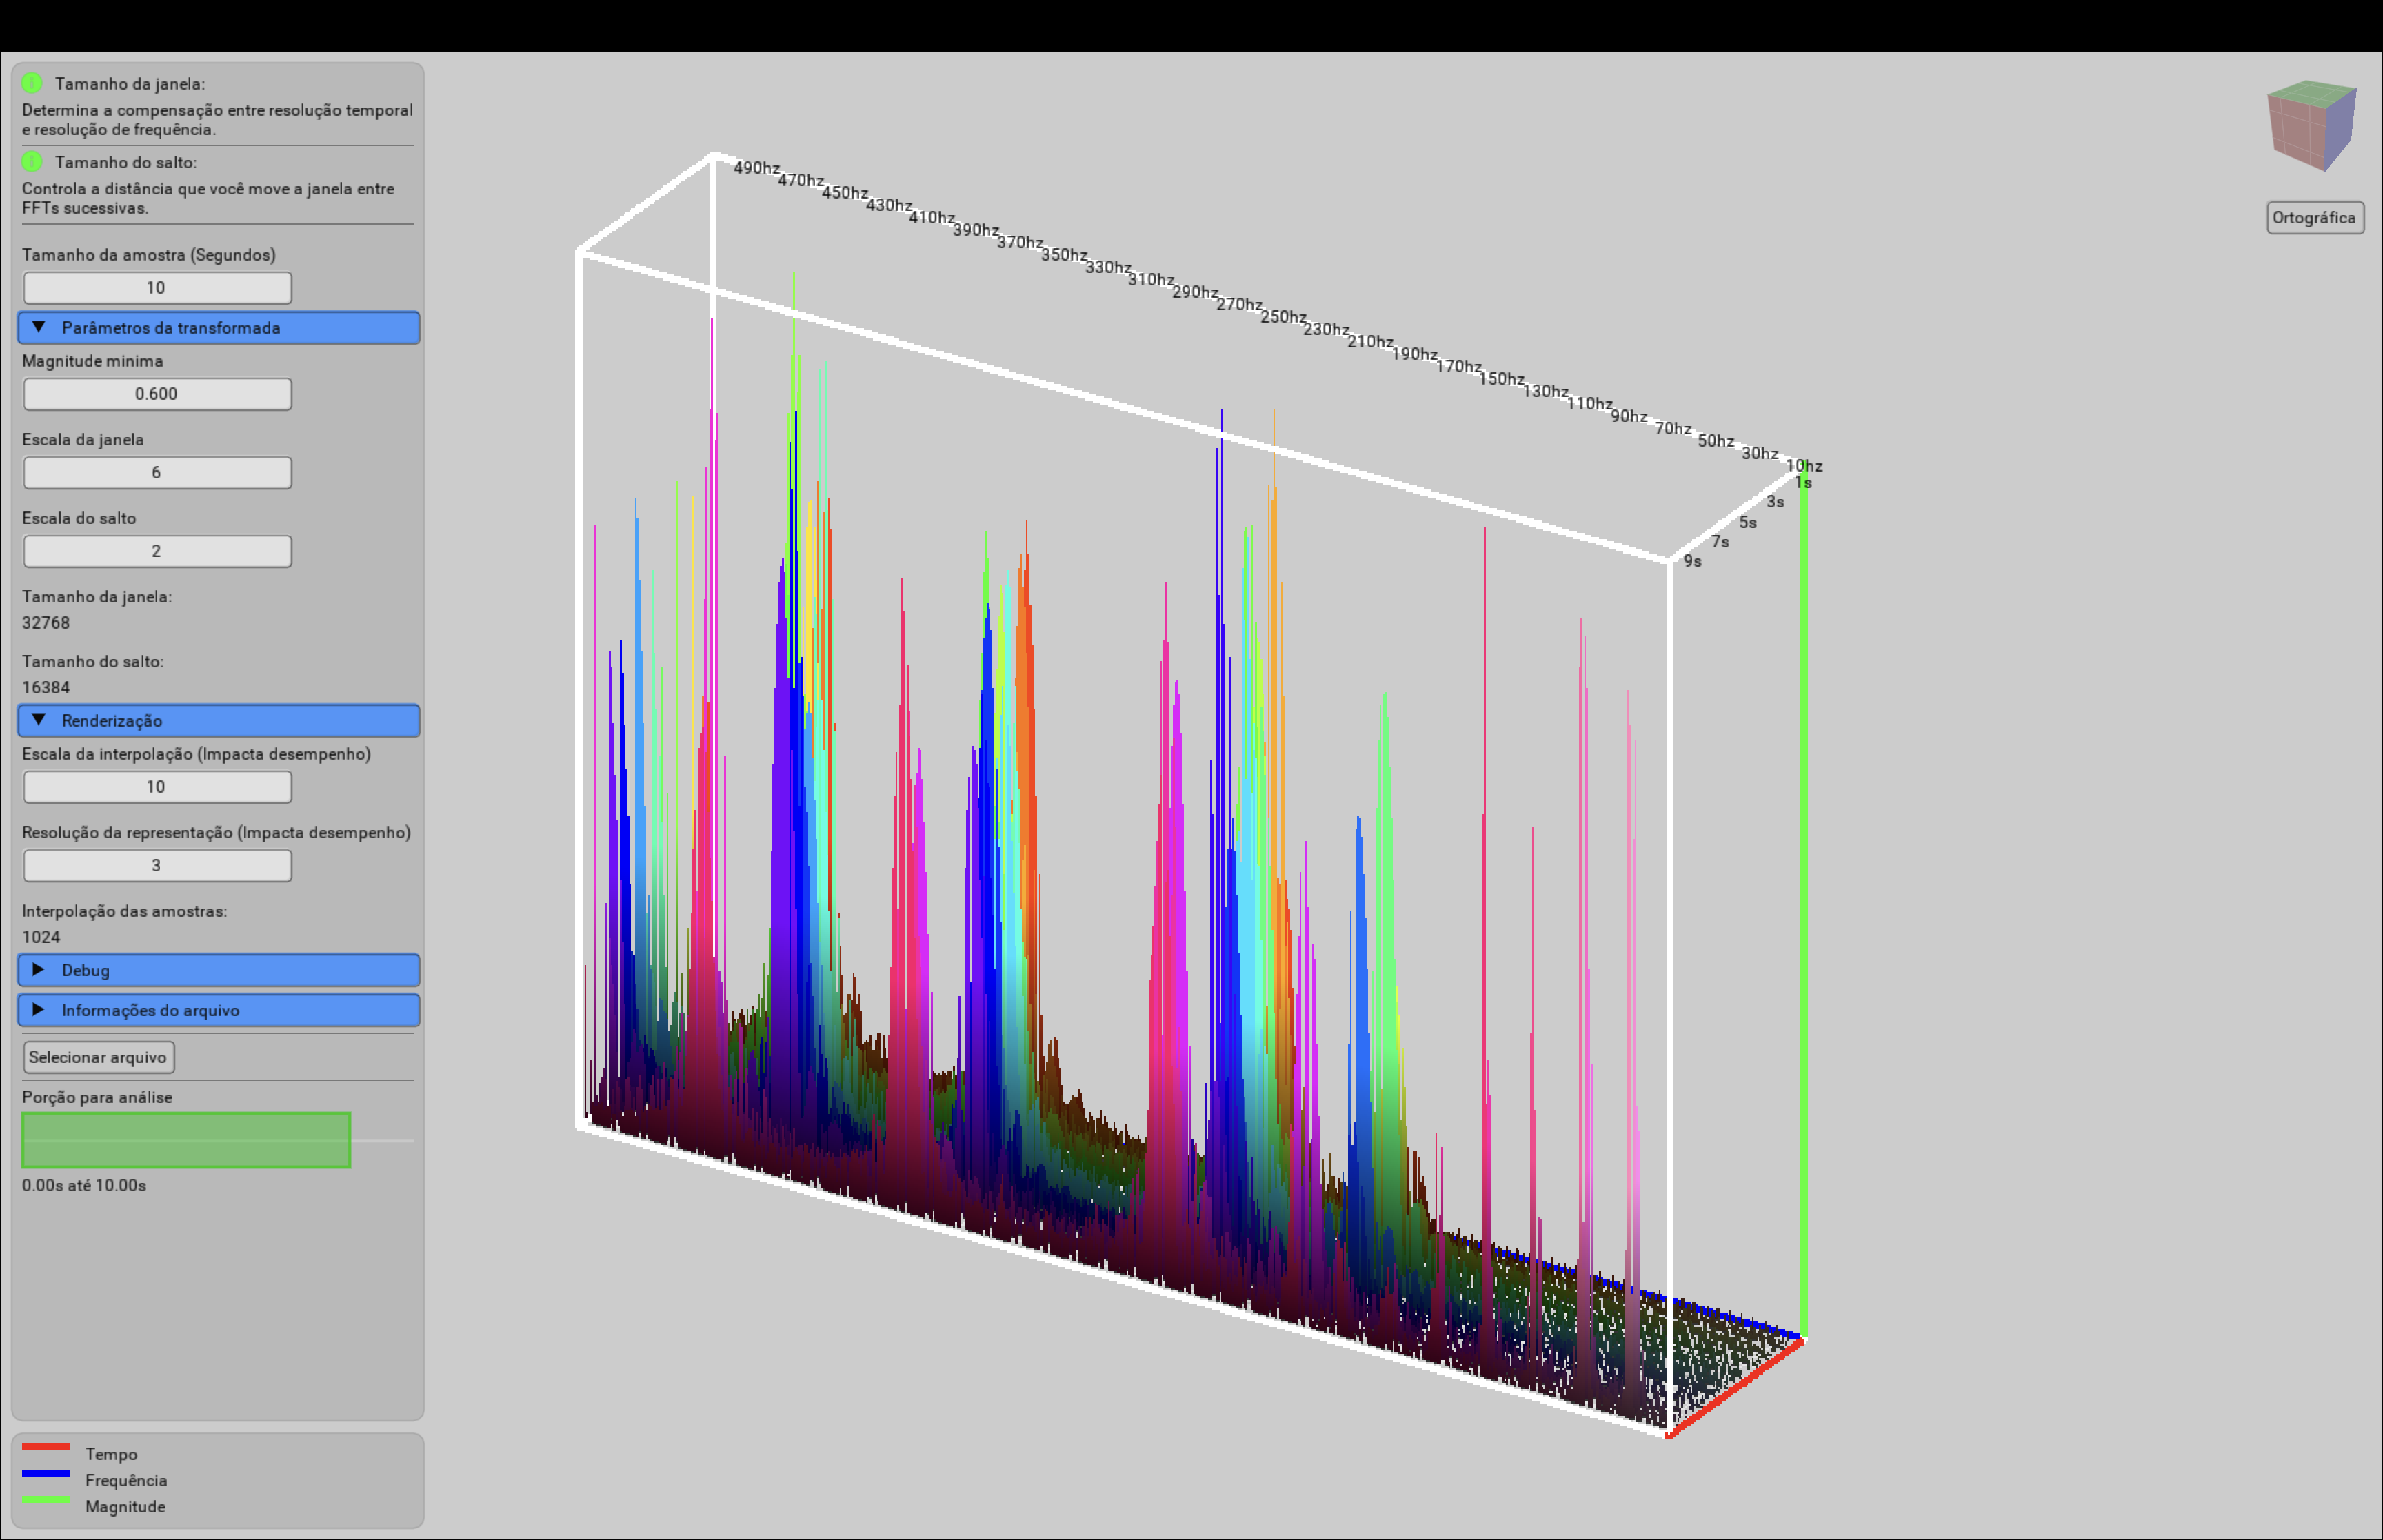 Tamanho da janela:
Determina a compensação entre resolução temporal
e resolução de frequência.
Tamanho do salto:
Controla a distância que você move a janela entre
FFTs sucessivas.
Tamanho da amostra (Segundos)
10
Parâmetros da transformada
Magnitude minima
0.600
Escala da janela
6
Escala do salto
2
Tamanho da janela:
32768
Tamanho do salto:
16384
Renderização
Escala da interpolação (Impacta desempenho)
10
Resolução da representação (Impacta desempenho)
3
Interpolação das amostras:
1024
Debug
Informações do arquivo
Selecionar arquivo
Porção para análise
0.00s até 10.00s
Tempo
Frequência
Magnitude
490hz
470hz
450hz
430hz
410hz
390hz
370hz
350hz
330hz
310hz
290hz
270hz
250hz
230hz
210hz
190hz
170hz
150hz
130hz
110hz
90hz
70hz
50hz
30hz
10hz
1s
3s
5s
7s
9s
Ortográfica